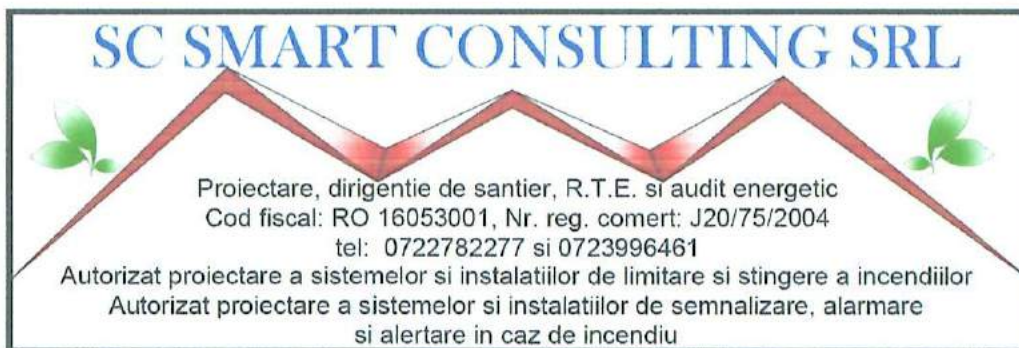 SC SMART CONSULTING SRL
Proiectare, dirigentie de santier, R.T.E. si audit energetic
Cod fiscal: RO 16053001, Nr. reg. comert: J20/75/2004
tel: 0722782277 si 0723996461
Autorizat proiectare a sistemelor si instalatiilor de limitare si stingere a incendiilor
Autorizat proiectare a sistemelor si instalatiilor de semnalizare, alarmare
si alertare in caz de incendiu